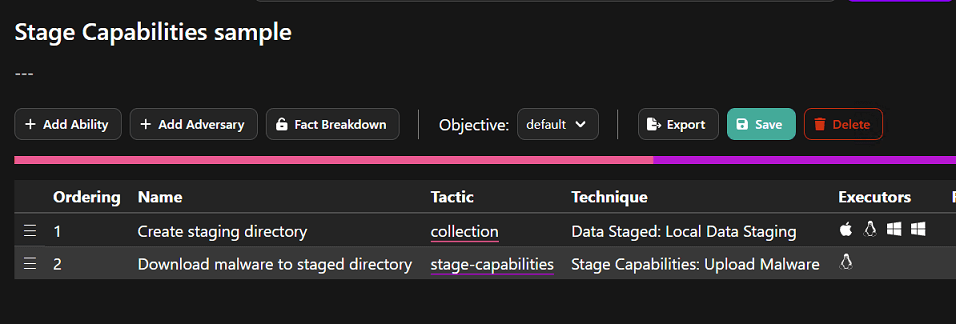 Stage Capabilities sample
---
+ Add Ability + Add Adversary Fact Breakdown Objective: default Export Save Delete
Ordering Name Tactic Technique Executors
1 Create staging directory collection Data Staged: Local Data Staging
2 Download malware to staged directory stage-capabilities Stage Capabilities: Upload Malware